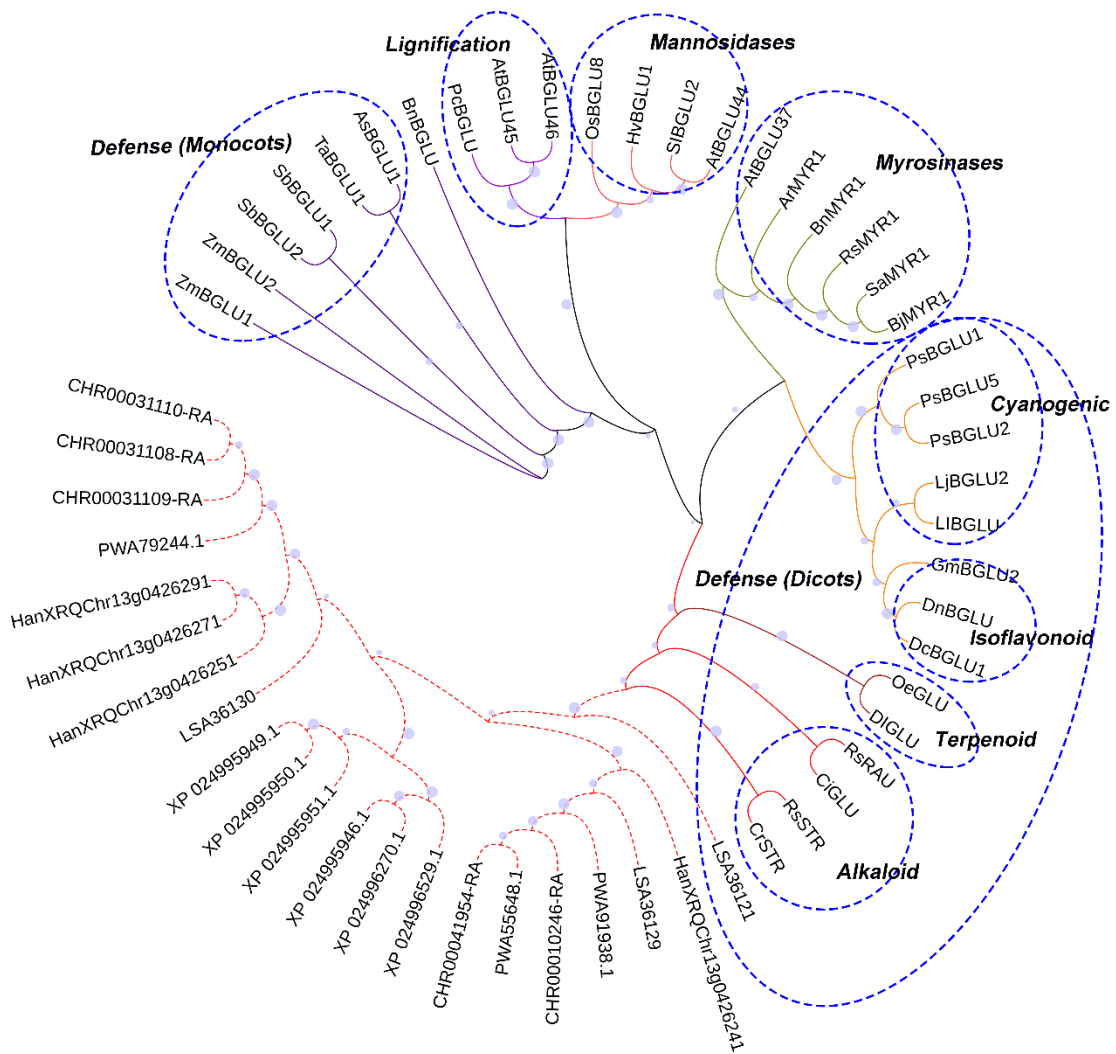 Lignification
Mannosidases
Defense (Monocots)
Myrosinases
Cyanogenic
Defense (Dicots)
Isoflavonoid
Terpenoid
Alkaloid
ZmBGLU1
ZmBGLU2
SbBGLU2
SbBGLU1
TaBGLU1
AsBGLU1
BnBGLU
PcBGLU
AtBGLU45
AtBGLU46
OsBGLU8
HvBGLU1
SlBGLU2
AtBGLU44
AtBGLU37
ArMYR1
BnMYR1
RsMYR1
SaMYR1
BjMYR1
PsBGLU1
PsBGLU5
PsBGLU2
LjBGLU2
LlBGLU
GmBGLU2
DnBGLU
DcBGLU1
OeGLU
DlGLU
RsRAU
CiGLU
RsSTR
CrSTR
LSA36121
HanXRQChr13g0426241
LSA36129
PWA91938.1
CHR00010246-RA
PWA55648.1
CHR00041954-RA
XP 024996529.1
XP 024996270.1
XP 024995946.1
XP 024995951.1
XP 024995950.1
XP 024995949.1
LSA36130
HanXRQChr13g0426251
HanXRQChr13g0426271
HanXRQChr13g0426291
PWA79244.1
CHR00031109-RA
CHR00031108-RA
CHR00031110-RA